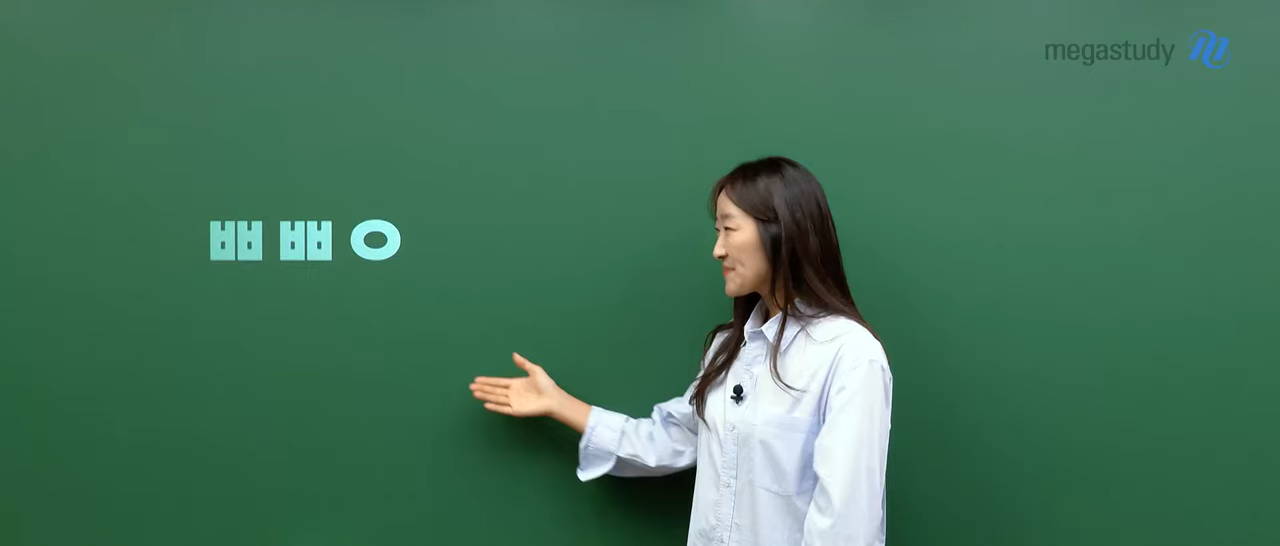 megastudy
ㅃ ㅃ ㅇ